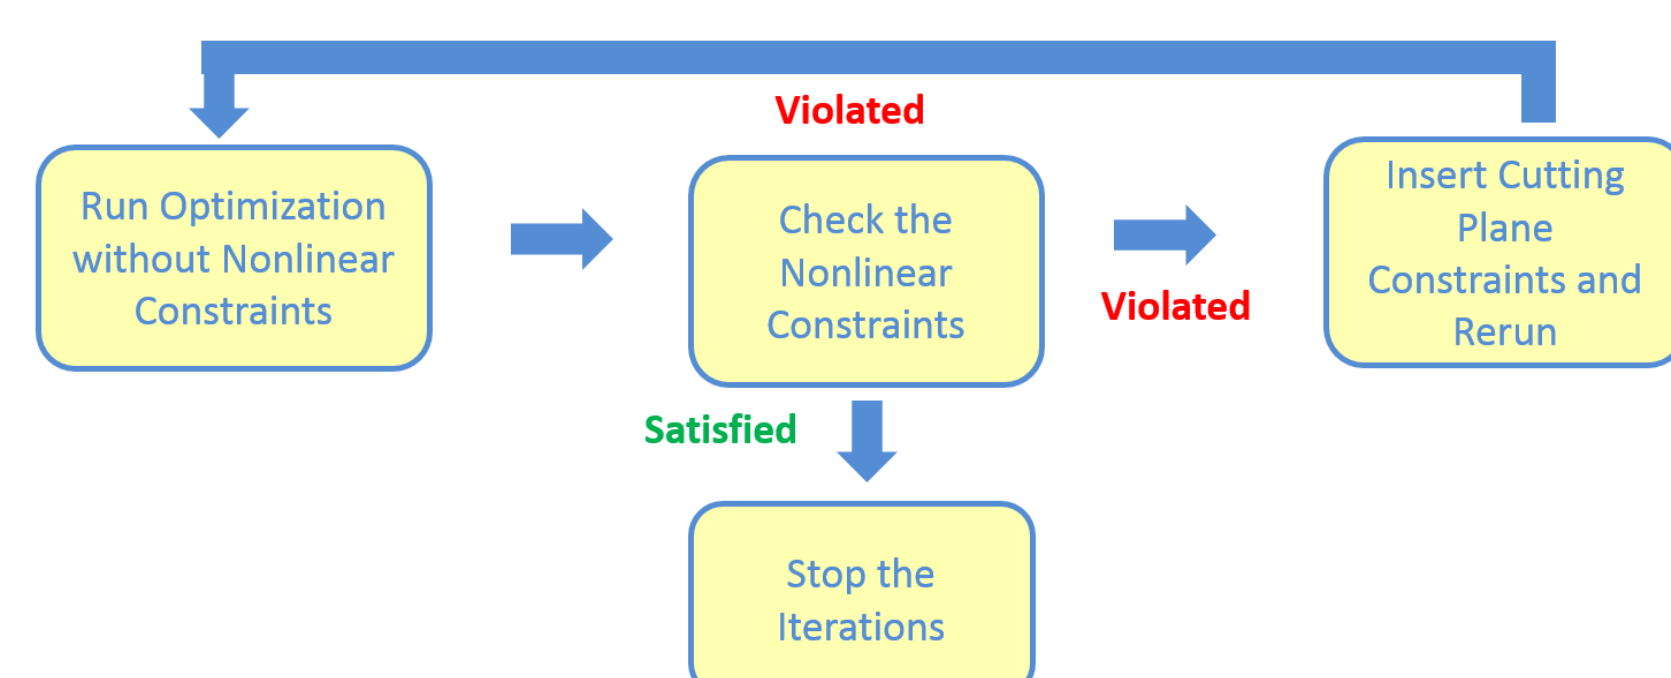 Violated
Run Optimization
without Nonlinear
Constraints
Check the
Nonlinear
Constraints
Violated
Insert Cutting
Plane
Constraints and
Rerun
Satisfied
Stop the
Iterations